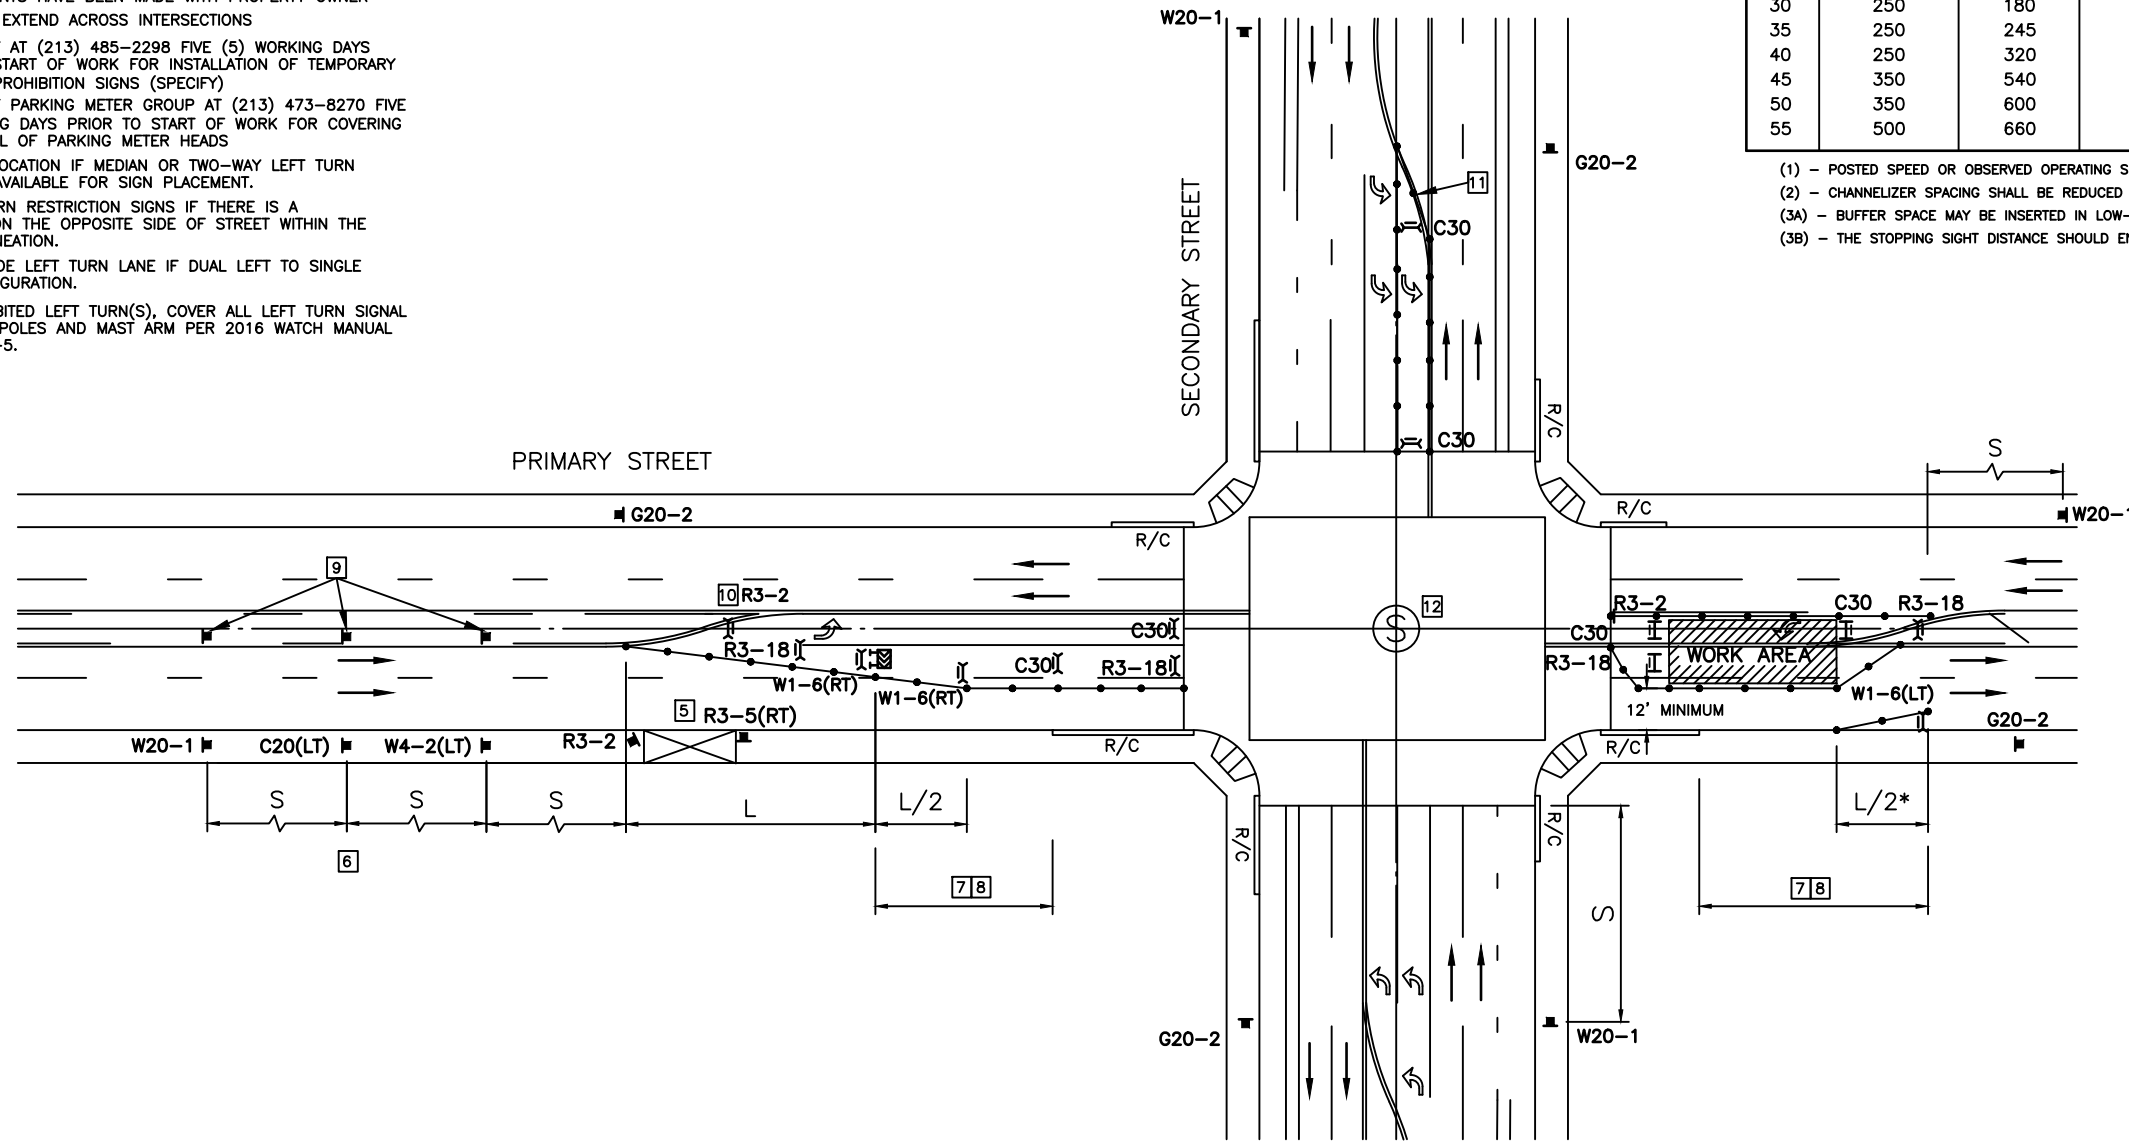 EXTEND ACROSS INTERSECTIONS
AT (213) 485-2298 FIVE (5) WORKING DAYS
START OF WORK FOR INSTALLATION OF TEMPORARY
PROHIBITION SIGNS (SPECIFY)
PARKING METER GROUP AT (213) 473-8270 FIVE
DAYS PRIOR TO START OF WORK FOR COVERING
OF PARKING METER HEADS
IF MEDIAN OR TWO-WAY LEFT TURN
AVAILABLE FOR SIGN PLACEMENT.
RESTRICTION SIGNS IF THERE IS A
ON THE OPPOSITE SIDE OF STREET WITHIN THE
LEFT TURN LANE IF DUAL LEFT TO SINGLE
LEFT TURN(S), COVER ALL LEFT TURN SIGNAL
POLES AND MAST ARM PER 2016 WATCH MANUAL
-5.
30 250 180
35 250 245
40 250 320
45 350 540
50 350 600
55 500 660
(1) - POSTED SPEED OR OBSERVED OPERATING S
(2) - CHANNELIZER SPACING SHALL BE REDUCED
(3A) - BUFFER SPACE MAY BE INSERTED IN LOW-
(3B) - THE STOPPING SIGHT DISTANCE SHOULD
W20-1
G20-2
11
C30
SECONDARY STREET
C30
R/C
PRIMARY STREET
S
G20-2
R/C
R/C
W20-1
9
10 R3-2
12
S
R3-2
C30
R3-18
C30
C30
R3-18
C30
R3-18
R3-18
WORK AREA
W1-6(RT)
W1-6(RT)
W1-6(LT)
12' MINIMUM
5
R3-5(RT)
G20-2
W20-1
C20(LT)
W4-2(LT)
R3-2
R/C
R/C
S
S
S
L
L/2
L/2*
R/C
R/C
6
7 8
7 8
S
G20-2
W20-1